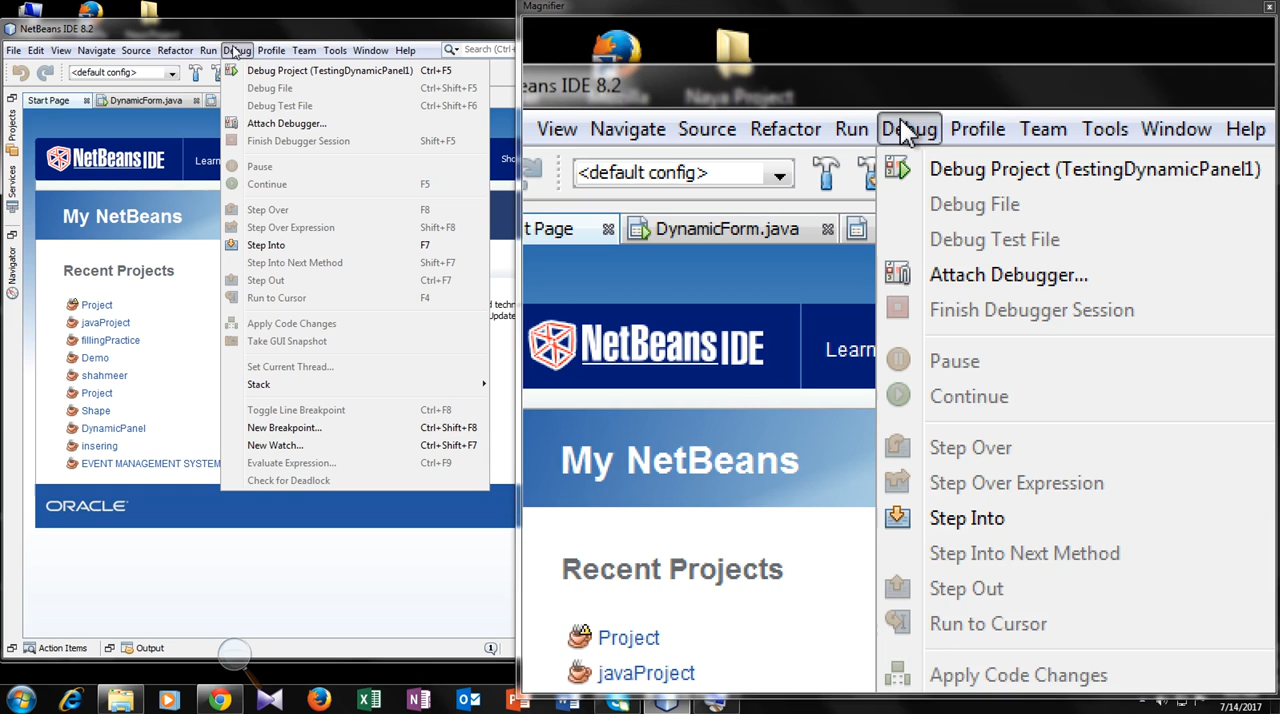 NetBeans IDE 8.2
File Edit View Navigate Source Refactor Run Debug Profile Team Tools Window Help
Search (Ctrl+
<default config>
Start Page DynamicForm.java
Projects
Services
Navigator
NetBeans IDE Learn
My NetBeans
Recent Projects
Project
javaProject
fillingPractice
Demo
shahmeer
Project
Shape
DynamicPanel
insering
EVENT MANAGEMENT SYSTEM
ORACLE
Debug Project (TestingDynamicPanel1) Ctrl+F5
Debug File Ctrl+Shift+F5
Debug Test File Ctrl+Shift+F6
Attach Debugger...
Finish Debugger Session Shift+F5
Pause
Continue F5
Step Over F8
Step Over Expression Shift+F8
Step Into F7
Step Into Next Method Shift+F7
Step Out Ctrl+F7
Run to Cursor F4
Apply Code Changes
Take GUI Snapshot
Set Current Thread...
Stack
Toggle Line Breakpoint Ctrl+F8
New Breakpoint... Ctrl+Shift+F8
New Watch... Ctrl+Shift+F7
Evaluate Expression... Ctrl+F9
Check for Deadlock
Action Items Output
Magnifier
Naya Project
eans IDE 8.2
View Navigate Source Refactor Run Debug Profile Team Tools Window Help
<default config>
t Page DynamicForm.java
NetBeans IDE Learn
My NetBeans
Recent Projects
Project
javaProject
Debug Project (TestingDynamicPanel1)
Debug File
Debug Test File
Attach Debugger...
Finish Debugger Session
Pause
Continue
Step Over
Step Over Expression
Step Into
Step Into Next Method
Step Out
Run to Cursor
Apply Code Changes
7/14/2017